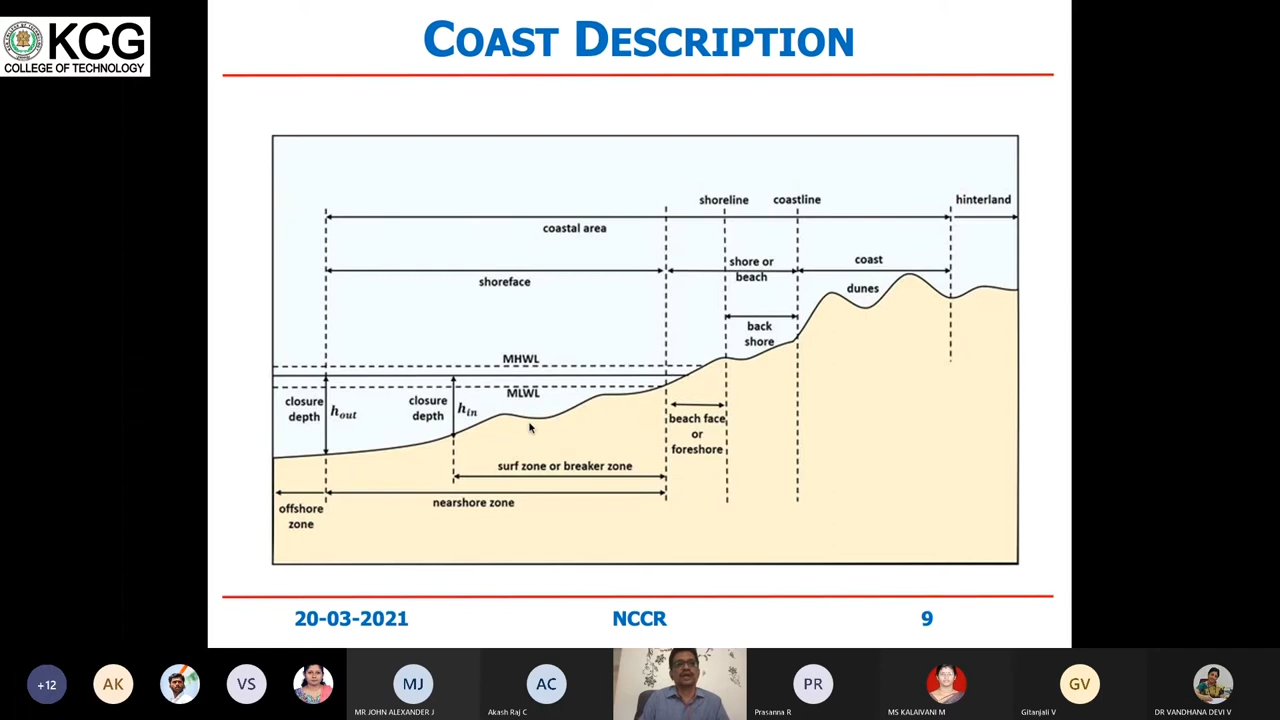 KCG
COLLEGE OF TECHNOLOGY
COAST DESCRIPTION
shoreline
coastline
hinterland
coastal area
shore or
beach
coast
shoreface
dunes
back
shore
MHWL
MLWL
closure
depth
hout
closure
depth
hin
beach face
or
foreshore
surf zone or breaker zone
nearshore zone
offshore
zone
20-03-2021
NCCR
9
+12
AK
VS
MJ
MR JOHN ALEXANDER J
AC
Akash Raj C
PR
Prasanna R
MS KALAIVANI M
GV
Gitanjali V
DR VANDHANA DEVI V